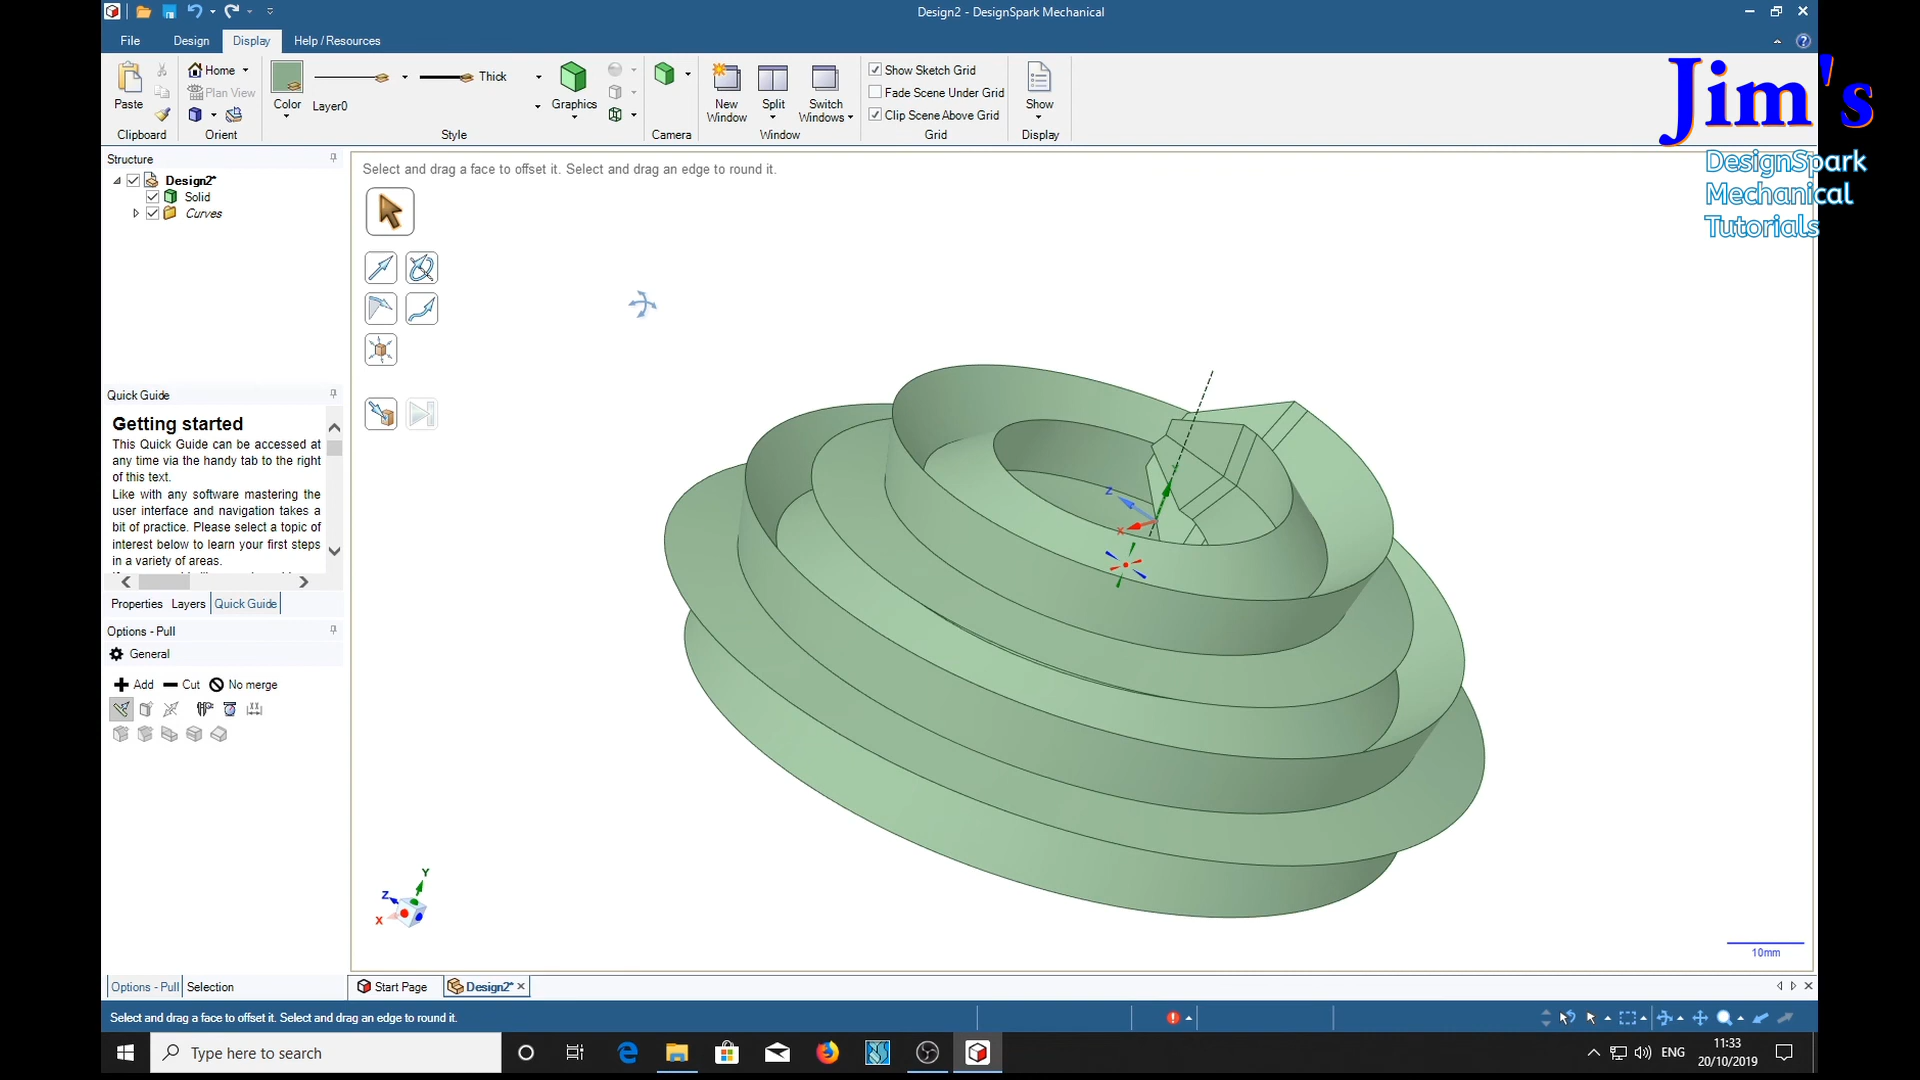 Design2 - DesignSpark Mechanical
File Design Display Help / Resources
Paste
Clipboard
Home
Plan View
Orient
Color
Layer0
Thick
Style
Graphics
Camera
New Window
Split
Switch Windows
Window
Show Sketch Grid
Fade Scene Under Grid
Clip Scene Above Grid
Grid
Show
Display
Jim's
DesignSpark
Mechanical
Tutorials
Structure
Design2*
Solid
Curves
Select and drag a face to offset it. Select and drag an edge to round it.
Quick Guide
Getting started
This Quick Guide can be accessed at
any time via the handy tab to the right
of this text.
Like with any software mastering the
user interface and navigation takes a
bit of practice. Please select a topic of
interest below to learn your first steps
in a variety of areas.
Properties Layers Quick Guide
Options - Pull
General
Add Cut No merge
Z
Y
X
Y
Z
X
10mm
Options - Pull Selection
Start Page Design2*
Select and drag a face to offset it. Select and drag an edge to round it.
Type here to search
ENG
11:33
20/10/2019